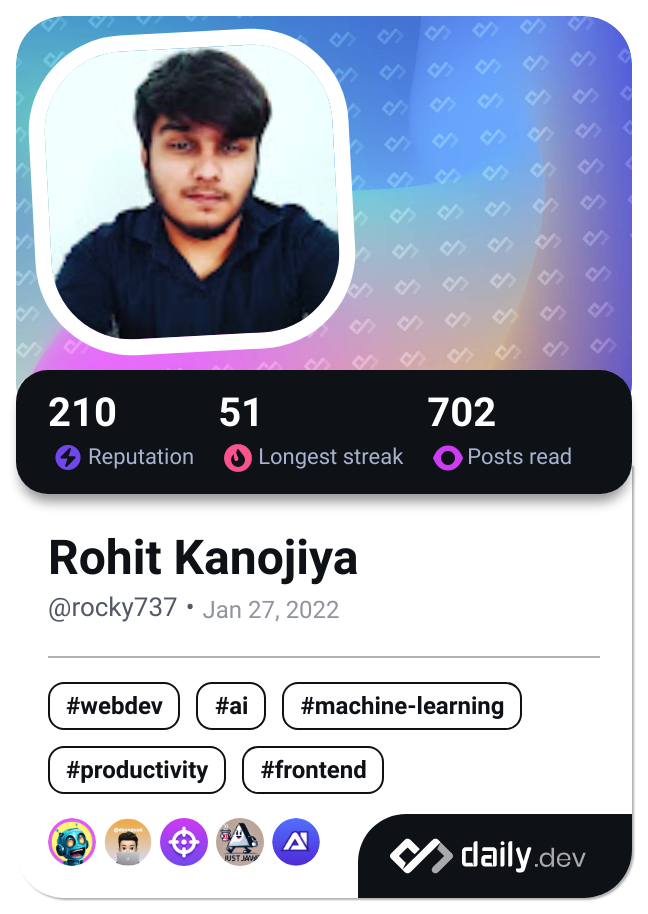 210 51 702
Reputation Longest streak Posts read
Rohit Kanojiya
@rocky737 • Jan 27, 2022
#webdev #ai #machine-learning
#productivity #frontend
JUST JAVA
daily.dev